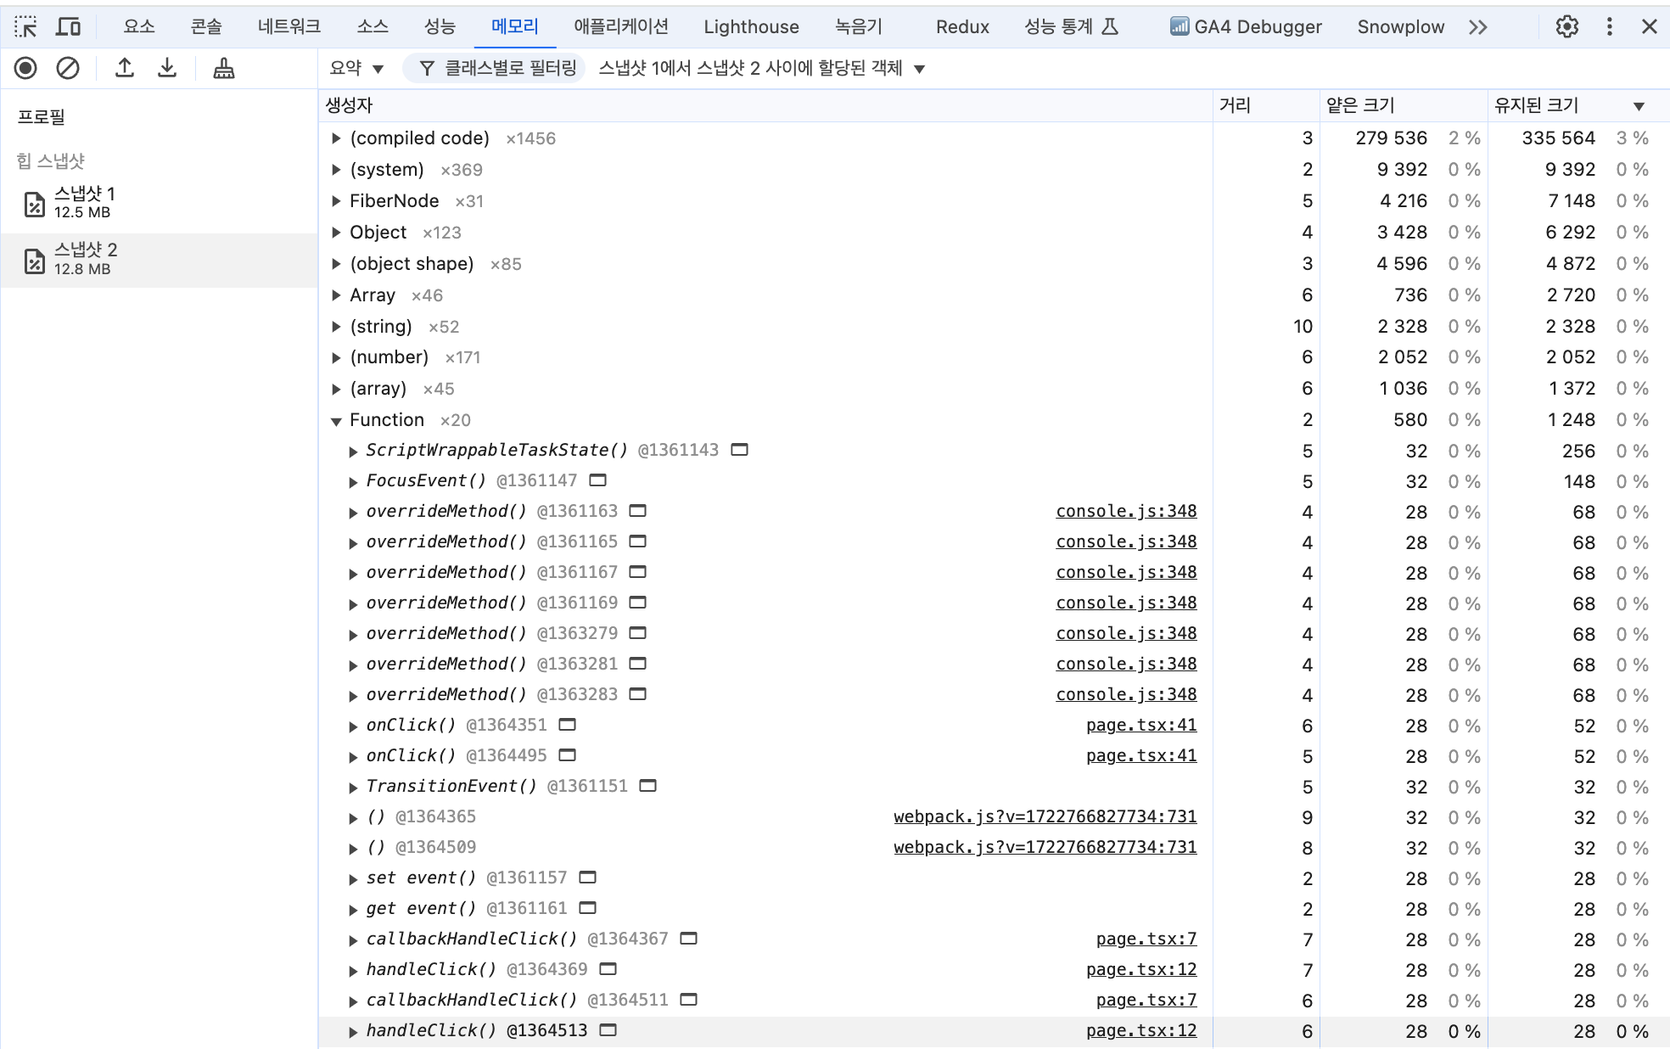 요소 콘솔 네트워크 소스 성능 메모리 애플리케이션 Lighthouse 녹음기 Redux 성능 통계 GA4 Debugger Snowplow
요약 ▼ 클래스별로 필터링 스냅샷 1에서 스냅샷 2 사이에 할당된 객체 ▼
프로필
힙 스냅샷
스냅샷 1
12.5 MB
스냅샷 2
12.8 MB
생성자 거리 얕은 크기 유지된 크기 ▼
(compiled code) ×1456 3 279 536 2 % 335 564 3 %
(system) ×369 2 9 392 0 % 9 392 0 %
FiberNode ×31 5 4 216 0 % 7 148 0 %
Object ×123 4 3 428 0 % 6 292 0 %
(object shape) ×85 3 4 596 0 % 4 872 0 %
Array ×46 6 736 0 % 2 720 0 %
(string) ×52 10 2 328 0 % 2 328 0 %
(number) ×171 6 2 052 0 % 2 052 0 %
(array) ×45 6 1 036 0 % 1 372 0 %
Function ×20 2 580 0 % 1 248 0 %
ScriptWrappableTaskState() @1361143 5 32 0 % 256 0 %
FocusEvent() @1361147 5 32 0 % 148 0 %
overrideMethod() @1361163 console.js:348 4 28 0 % 68 0 %
overrideMethod() @1361165 console.js:348 4 28 0 % 68 0 %
overrideMethod() @1361167 console.js:348 4 28 0 % 68 0 %
overrideMethod() @1361169 console.js:348 4 28 0 % 68 0 %
overrideMethod() @1363279 console.js:348 4 28 0 % 68 0 %
overrideMethod() @1363281 console.js:348 4 28 0 % 68 0 %
overrideMethod() @1363283 console.js:348 4 28 0 % 68 0 %
onClick() @1364351 page.tsx:41 6 28 0 % 52 0 %
onClick() @1364495 page.tsx:41 5 28 0 % 52 0 %
TransitionEvent() @1361151 5 32 0 % 32 0 %
() @1364365 webpack.js?v=1722766827734:731 9 32 0 % 32 0 %
() @1364509 webpack.js?v=1722766827734:731 8 32 0 % 32 0 %
set event() @1361157 2 28 0 % 28 0 %
get event() @1361161 2 28 0 % 28 0 %
callbackHandleClick() @1364367 page.tsx:7 7 28 0 % 28 0 %
handleClick() @1364369 page.tsx:12 7 28 0 % 28 0 %
callbackHandleClick() @1364511 page.tsx:7 6 28 0 % 28 0 %
handleClick() @1364513 page.tsx:12 6 28 0 % 28 0 %